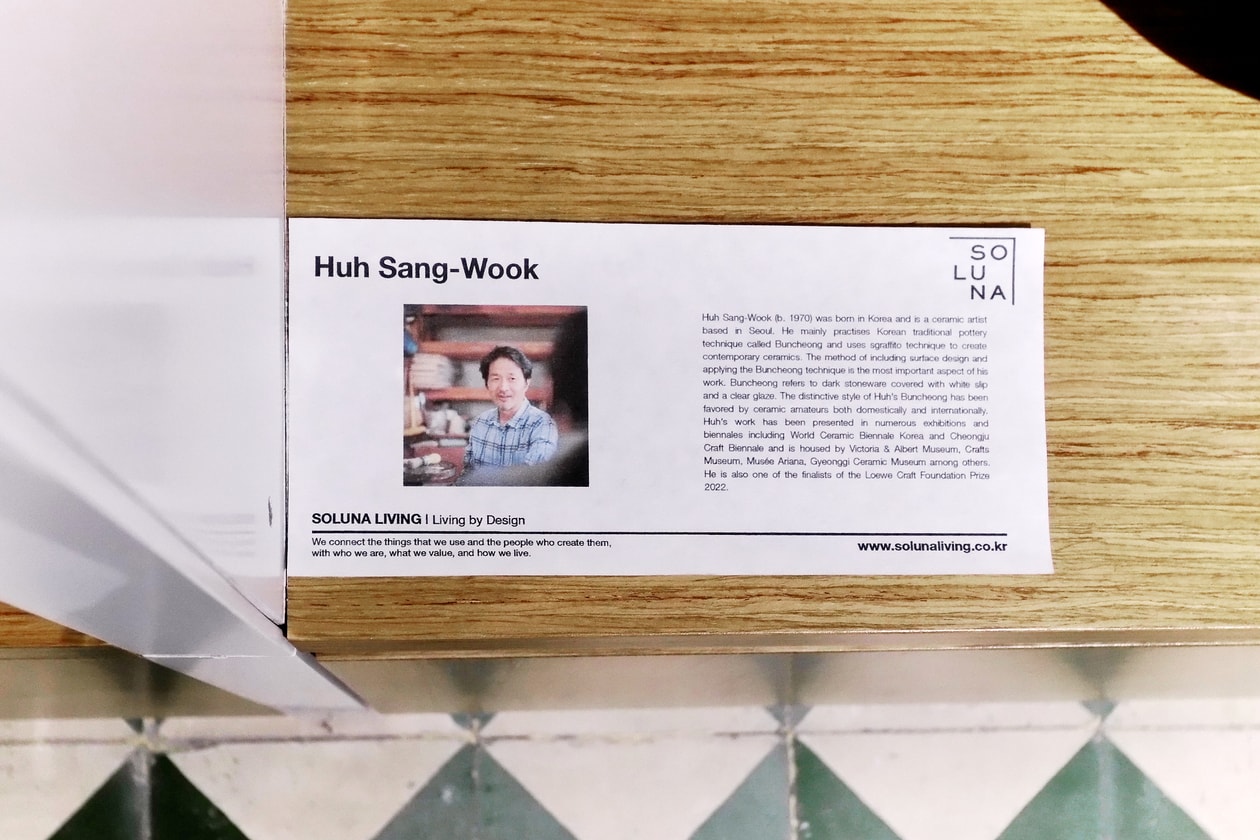 Huh Sang-Wook
SO
LU
NA
Huh Sang-Wook (b. 1970) was born in Korea and is a ceramic artist
based in Seoul. He mainly practises Korean traditional pottery
technique called Buncheong and uses sgraffito technique to create
contemporary ceramics. The method of including surface design and
applying the Buncheong technique is the most important aspect of his
work. Buncheong refers to dark stoneware covered with white slip
and a clear glaze. The distinctive style of Huh's Buncheong has been
favored by ceramic amateurs both domestically and internationally.
Huh's work has been presented in numerous exhibitions and
biennales including World Ceramic Biennale Korea and Cheongju
Craft Biennale and is housed by Victoria & Albert Museum, Crafts
Museum, Musée Ariana, Gyeonggi Ceramic Museum among others.
He is also one of the finalists of the Loewe Craft Foundation Prize
2022.
SOLUNA LIVING | Living by Design
We connect the things that we use and the people who create them,
with who we are, what we value, and how we live.
www.solunaliving.co.kr